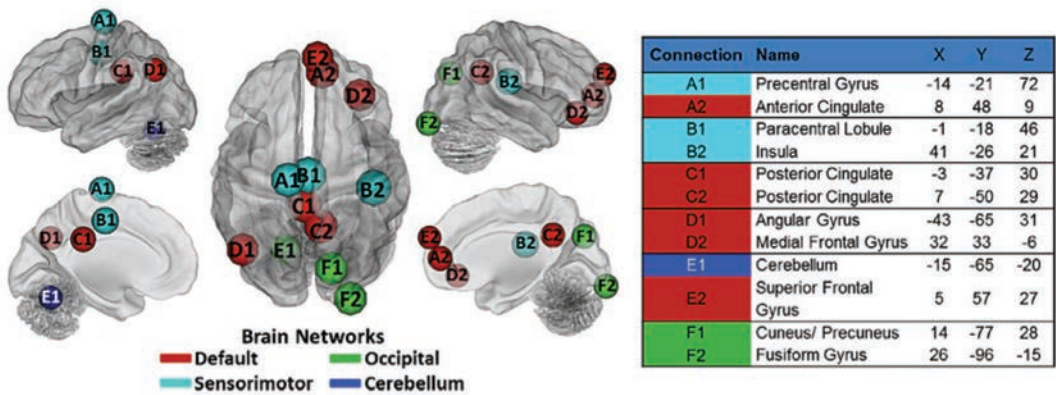 A1
B1
C1 D1
E1
A1
B1
D1 C1
E1
E2
A2
D2
A1 B1 B2
C1
C2
D1 E1 F1
F2
F1 C2 B2 E2
A2
D1
F2
E2 B2 C2 F1
A2
D2
F2
Brain Networks
Default Occipital
Sensorimotor Cerebellum
Connection Name X Y Z
A1 Precentral Gyrus -14 -21 72
A2 Anterior Cingulate 8 48 9
B1 Paracentral Lobule -1 -18 46
B2 Insula 41 -26 21
C1 Posterior Cingulate -3 -37 30
C2 Posterior Cingulate 7 -50 29
D1 Angular Gyrus -43 -65 31
D2 Medial Frontal Gyrus 32 33 -6
E1 Cerebellum -15 -65 -20
E2 Superior Frontal 5 57 27
Gyrus
F1 Cuneus/ Precuneus 14 -77 28
F2 Fusiform Gyrus 26 -96 -15